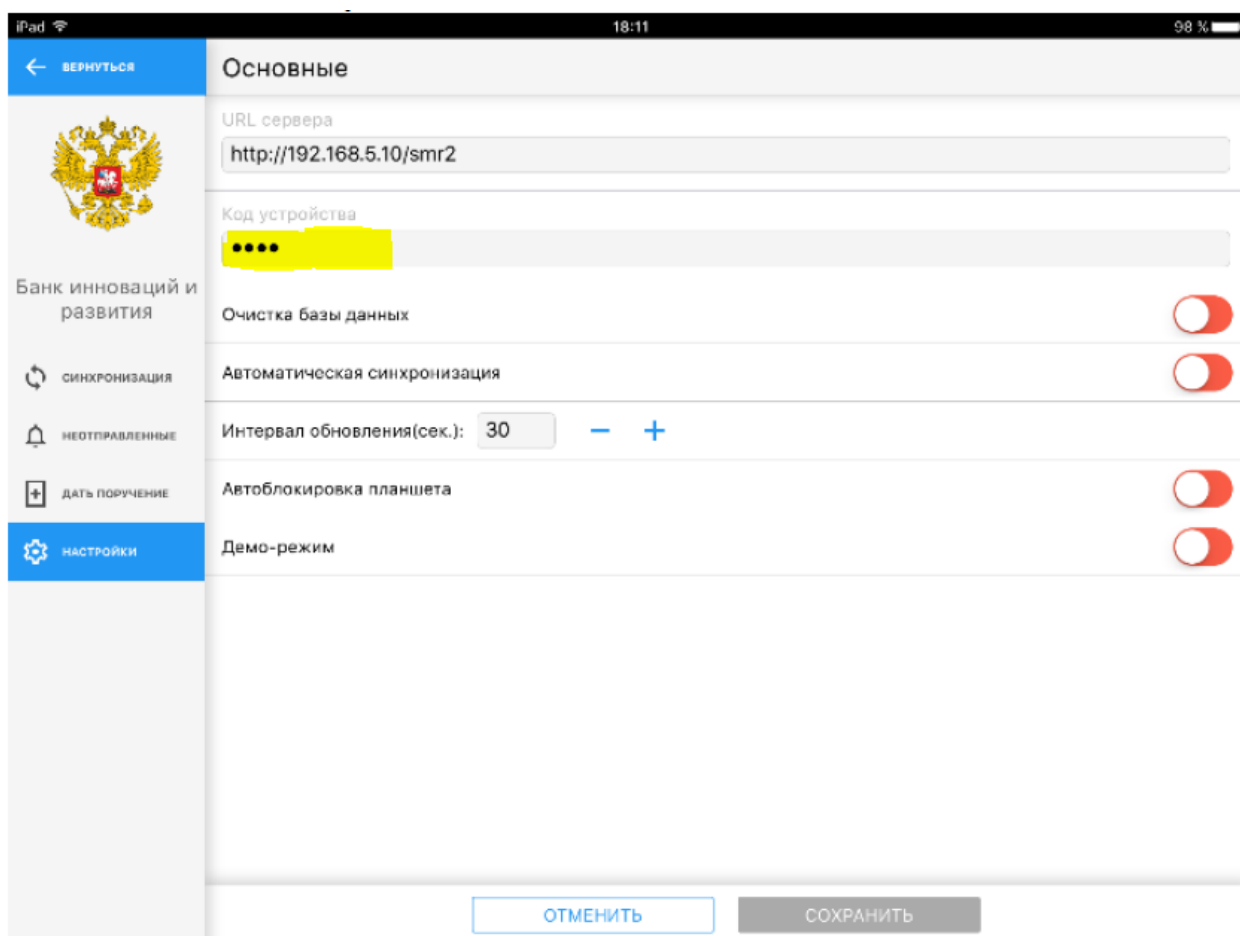 iPad 18:11 98 %
ВЕРНУТЬСЯ
Основные
URL сервера
http://192.168.5.10/smr2
Код устройства
••••
Банк инноваций и
развития
Очистка базы данных
СИНХРОНИЗАЦИЯ
Автоматическая синхронизация
НЕОТПРАВЛЕННЫЕ
Интервал обновления(сек.): 30 − +
ДАТЬ ПОРУЧЕНИЕ
Автоблокировка планшета
НАСТРОЙКИ
Демо-режим
ОТМЕНИТЬ
СОХРАНИТЬ